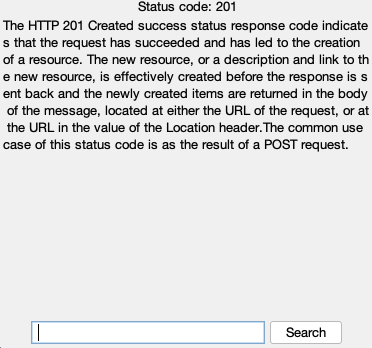 Status code: 201
The HTTP 201 Created success status response code indicate
s that the request has succeeded and has led to the creation
of a resource. The new resource, or a description and link to th
e new resource, is effectively created before the response is s
ent back and the newly created items are returned in the body
of the message, located at either the URL of the request, or at
the URL in the value of the Location header.The common use
case of this status code is as the result of a POST request.
Search